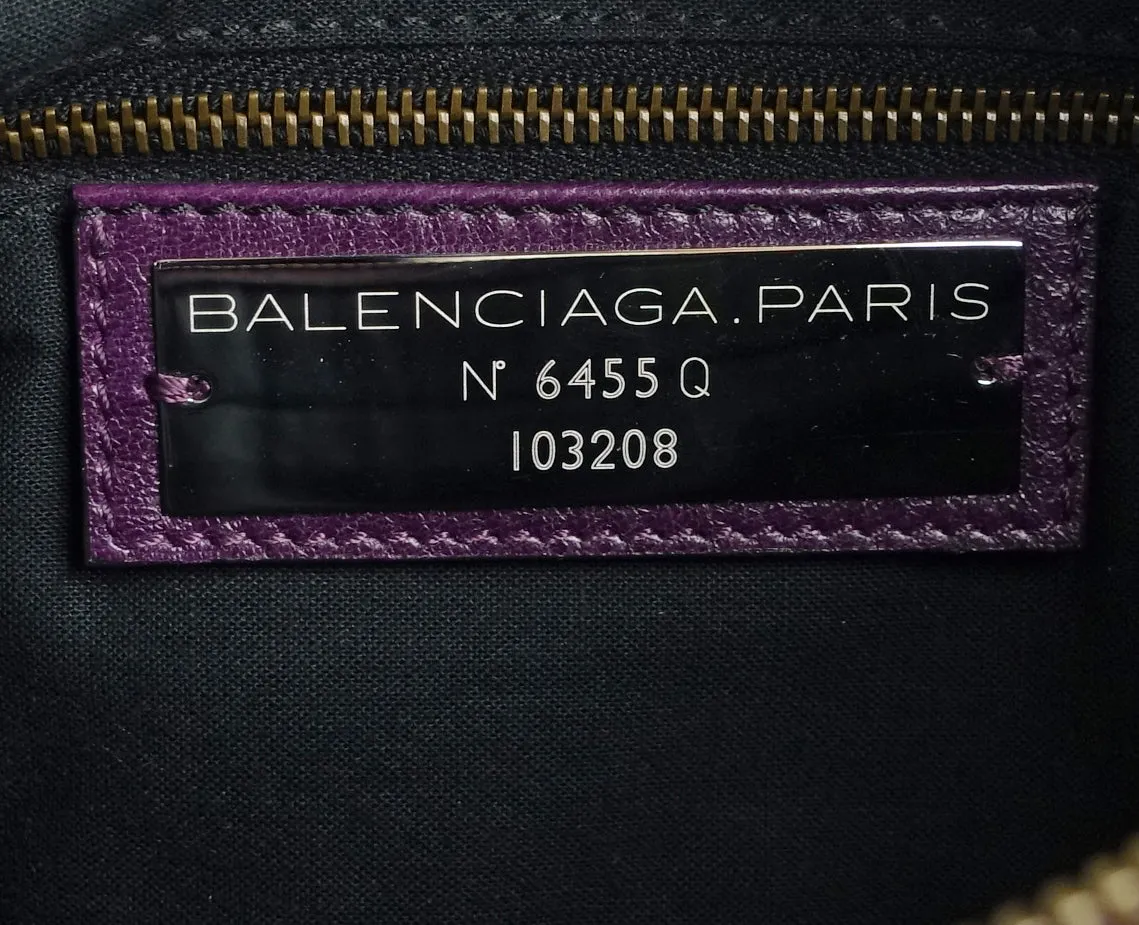 BALENCIAGA.PARIS
N° 6455 Q
103208